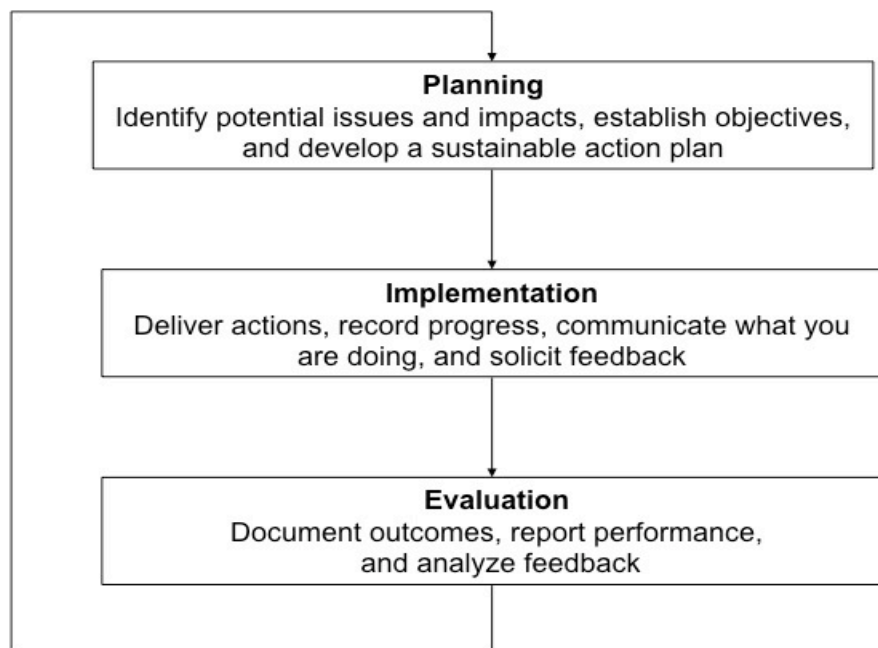 Planning
Identify potential issues and impacts, establish objectives,
and develop a sustainable action plan
Implementation
Deliver actions, record progress, communicate what you
are doing, and solicit feedback
Evaluation
Document outcomes, report performance,
and analyze feedback